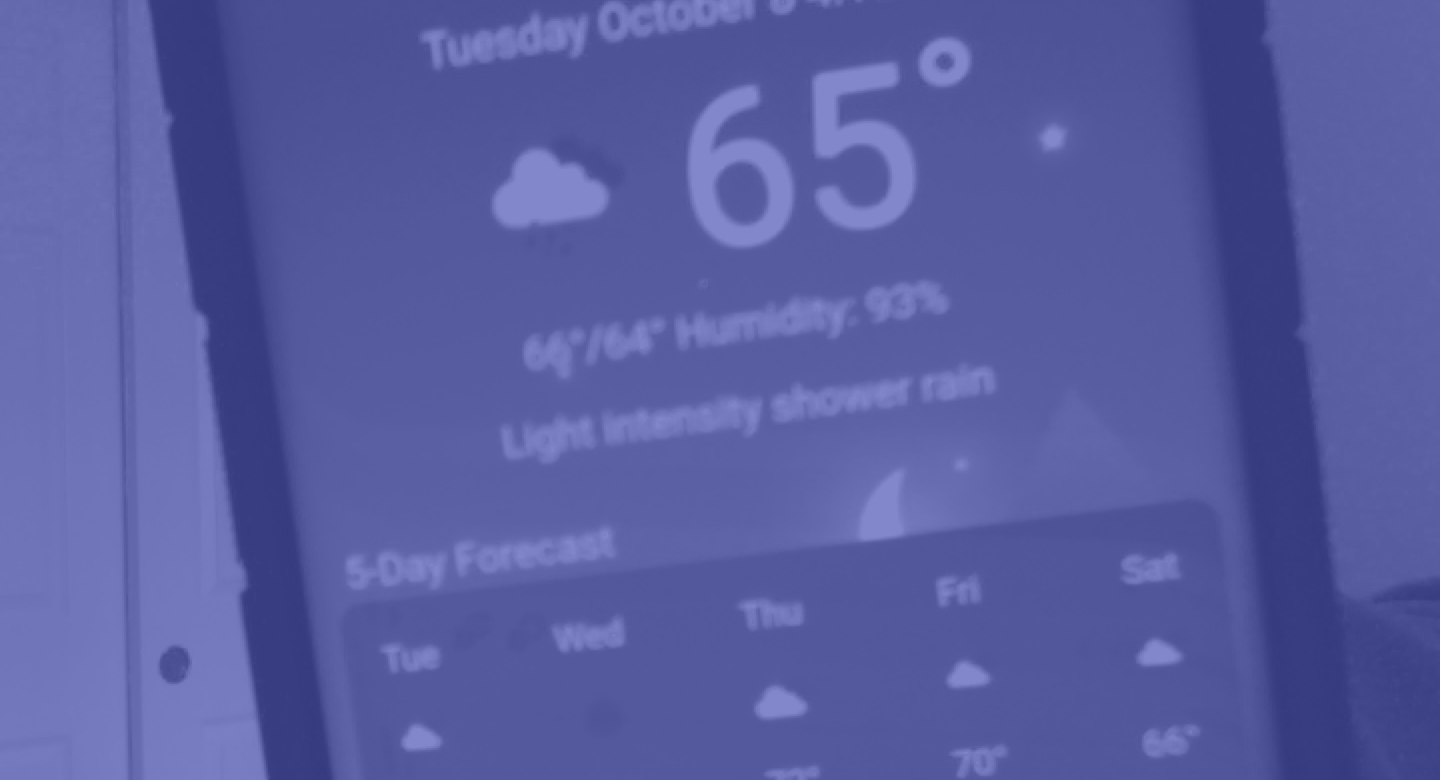 Tuesday October
65°
66°/64° Humidity: 93%
Light intensity shower rain
5-Day Forecast
Tue Wed Thu Fri Sat
70° 66°